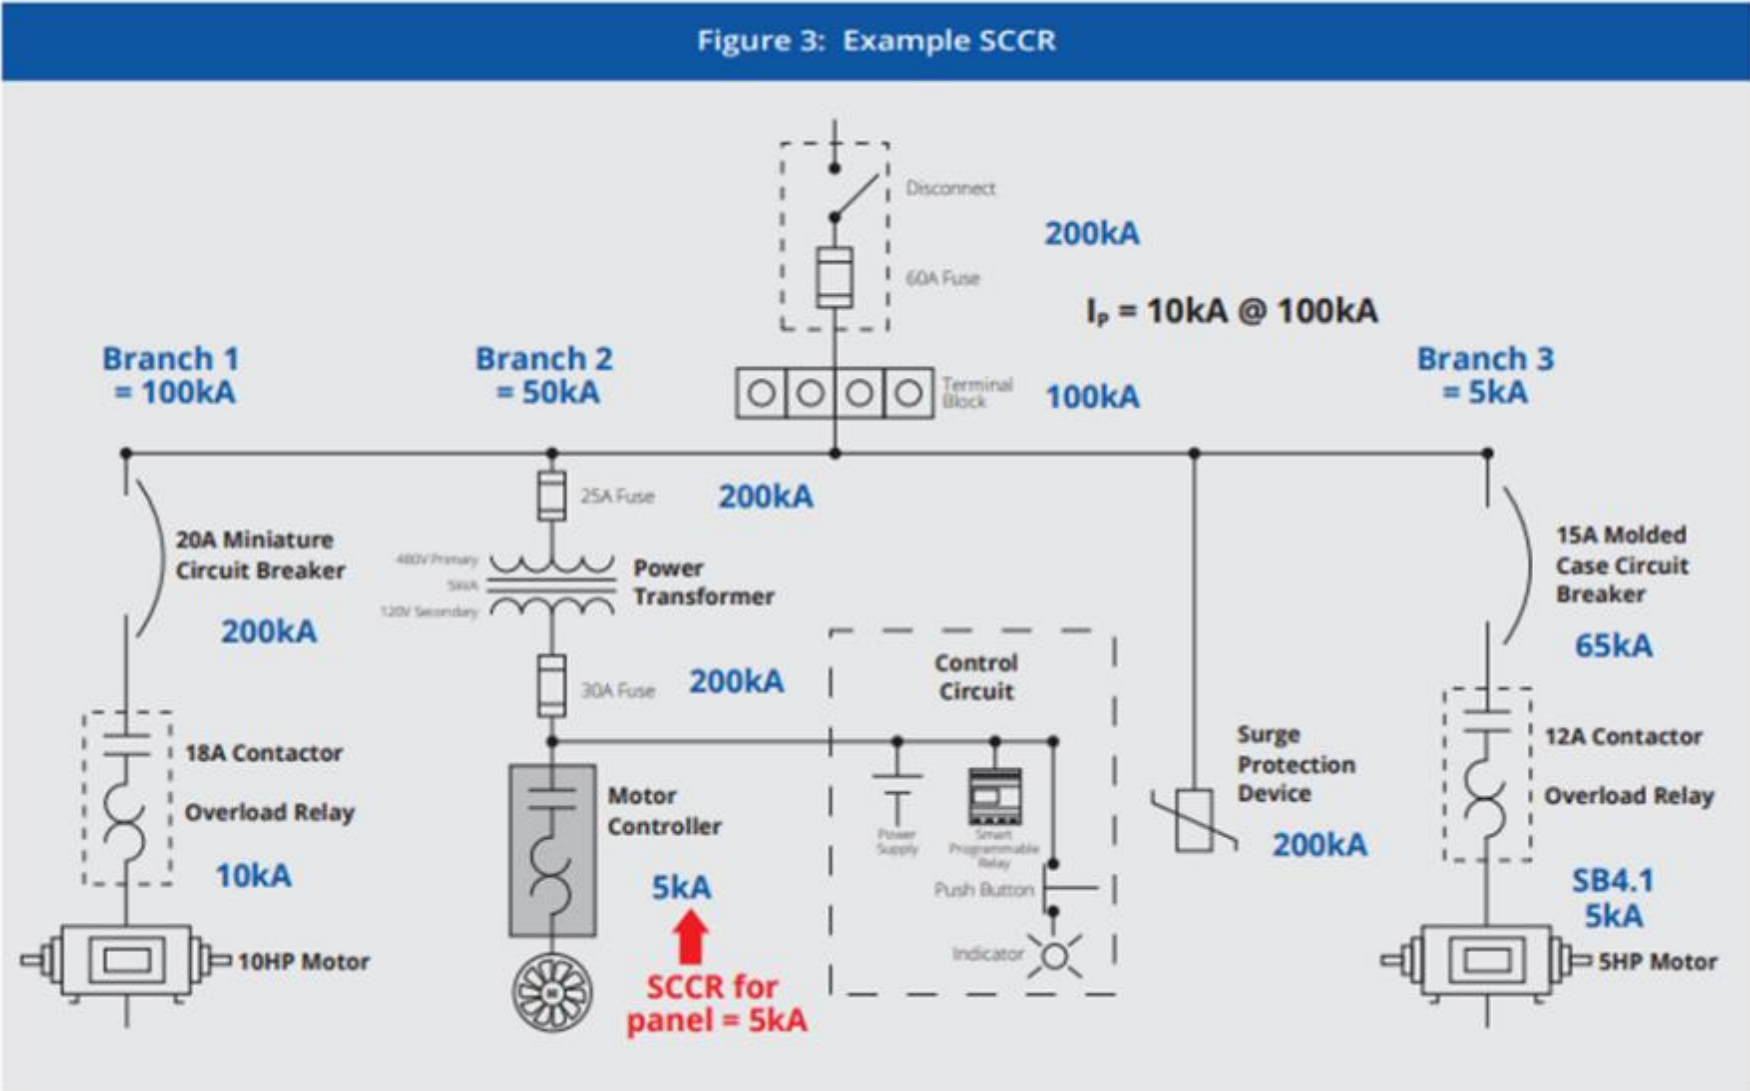 Figure 3: Example SCCR
Disconnect
200kA
60A Fuse
Iₚ = 10kA @ 100kA
Branch 1
= 100kA
Branch 2
= 50kA
Terminal
Block
100kA
Branch 3
= 5kA
25A Fuse
200kA
20A Miniature
Circuit Breaker
200kA
480V Primary
5kVA
120V Secondary
Power
Transformer
15A Molded
Case Circuit
Breaker
65kA
30A Fuse
200kA
Control
Circuit
18A Contactor
Overload Relay
10kA
Motor
Controller
5kA
Power
Supply
Smart
Programmable
Relay
Push Button
Indicator
Surge
Protection
Device
200kA
12A Contactor
Overload Relay
SB4.1
5kA
10HP Motor
SCCR for
panel = 5kA
5HP Motor